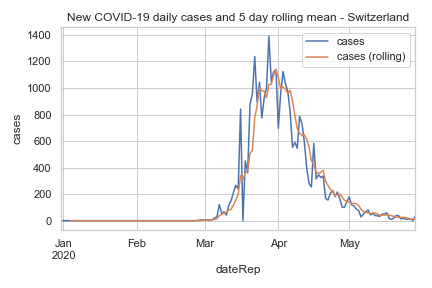 New COVID-19 daily cases and 5 day rolling mean - Switzerland
cases
cases (rolling)
1400
1200
1000
800
600
400
200
0
cases
Jan
2020
Feb
Mar
Apr
May
dateRep